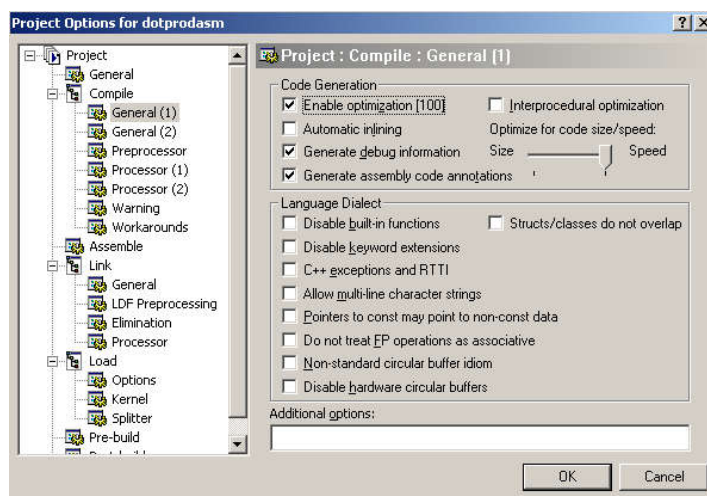 Project Options for dotprodasm
Project
General
Compile
General (1)
General (2)
Preprocessor
Processor (1)
Processor (2)
Warning
Workarounds
Assemble
Link
General
LDF Preprocessing
Elimination
Processor
Load
Options
Kernel
Splitter
Pre-build
Project : Compile : General (1)
Code Generation
Enable optimization [100] Interprocedural optimization
Automatic inlining Optimize for code size/speed:
Generate debug information Size Speed
Generate assembly code annotations
Language Dialect
Disable built-in functions Structs/classes do not overlap
Disable keyword extensions
C++ exceptions and RTTI
Allow multi-line character strings
Pointers to const may point to non-const data
Do not treat FP operations as associative
Non-standard circular buffer idiom
Disable hardware circular buffers
Additional options:
OK Cancel